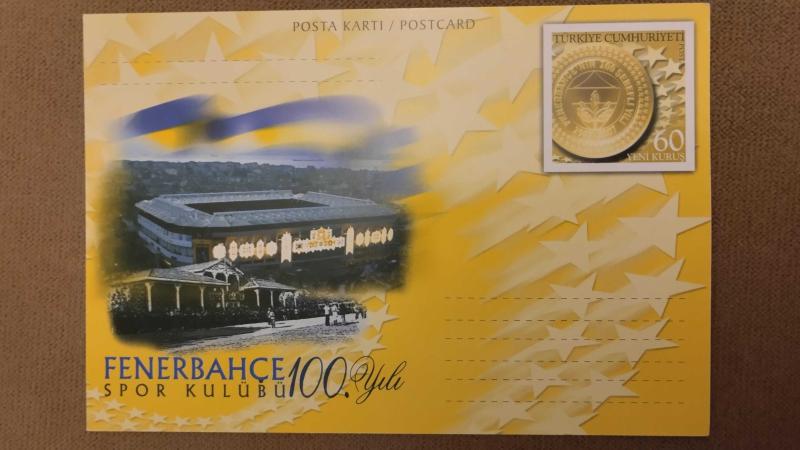 POSTA KARTI / POSTCARD
TÜRKİYE CUMHURİYETİ
60
YENİ KURUŞ
FENERBAHÇE
SPOR KULÜBÜ 100. Yılı